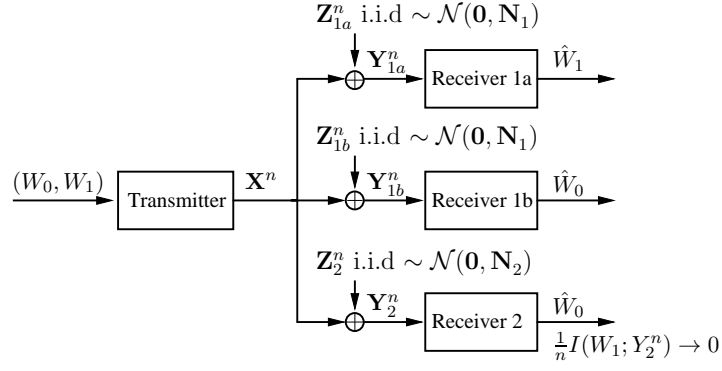 Z^n_{1a} i.i.d ∼ N(0, N_1)
Y^n_{1a}
Receiver 1a
Ŵ_1
Z^n_{1b} i.i.d ∼ N(0, N_1)
(W_0, W_1)
Transmitter
X^n
Y^n_{1b}
Receiver 1b
Ŵ_0
Z^n_2 i.i.d ∼ N(0, N_2)
Y^n_2
Receiver 2
Ŵ_0
1/n I(W_1; Y^n_2) → 0